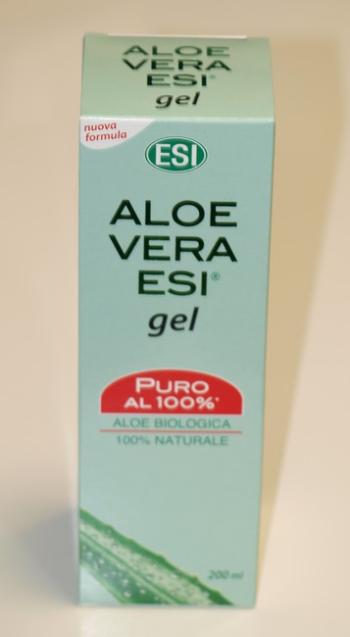 ALOE
VERA
ESI®
gel
nuova
formula
ESI
ALOE
VERA
ESI®
gel
PURO
AL 100%*
ALOE BIOLOGICA
100% NATURALE
200 ml